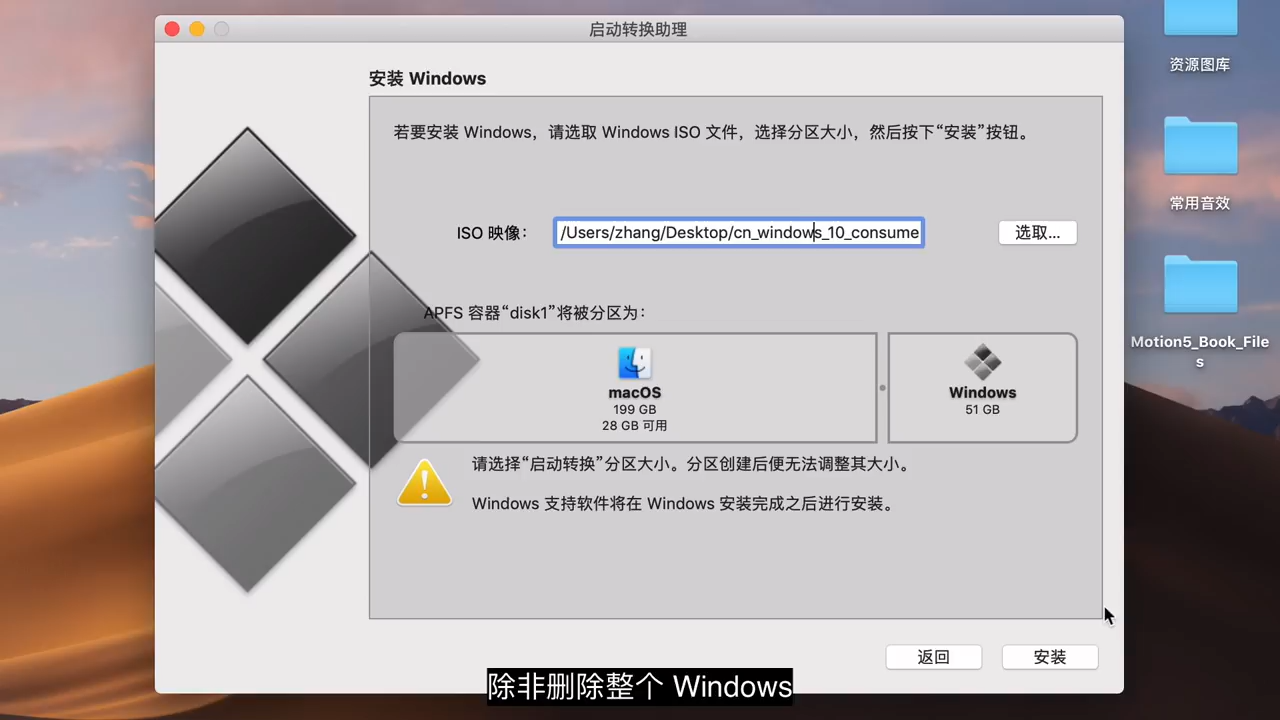 启动转换助理
资源图库
安装 Windows
若要安装 Windows，请选取 Windows ISO 文件，选择分区大小，然后按下“安装”按钮。
常用音效
ISO 映像：
/Users/zhang/Desktop/cn_windows_10_consume
选取...
APFS 容器“disk1”将被分区为：
Motion5_Book_File
s
macOS
199 GB
28 GB 可用
Windows
51 GB
请选择“启动转换”分区大小。分区创建后便无法调整其大小。
Windows 支持软件将在 Windows 安装完成之后进行安装。
返回
安装
除非删除整个 Windows